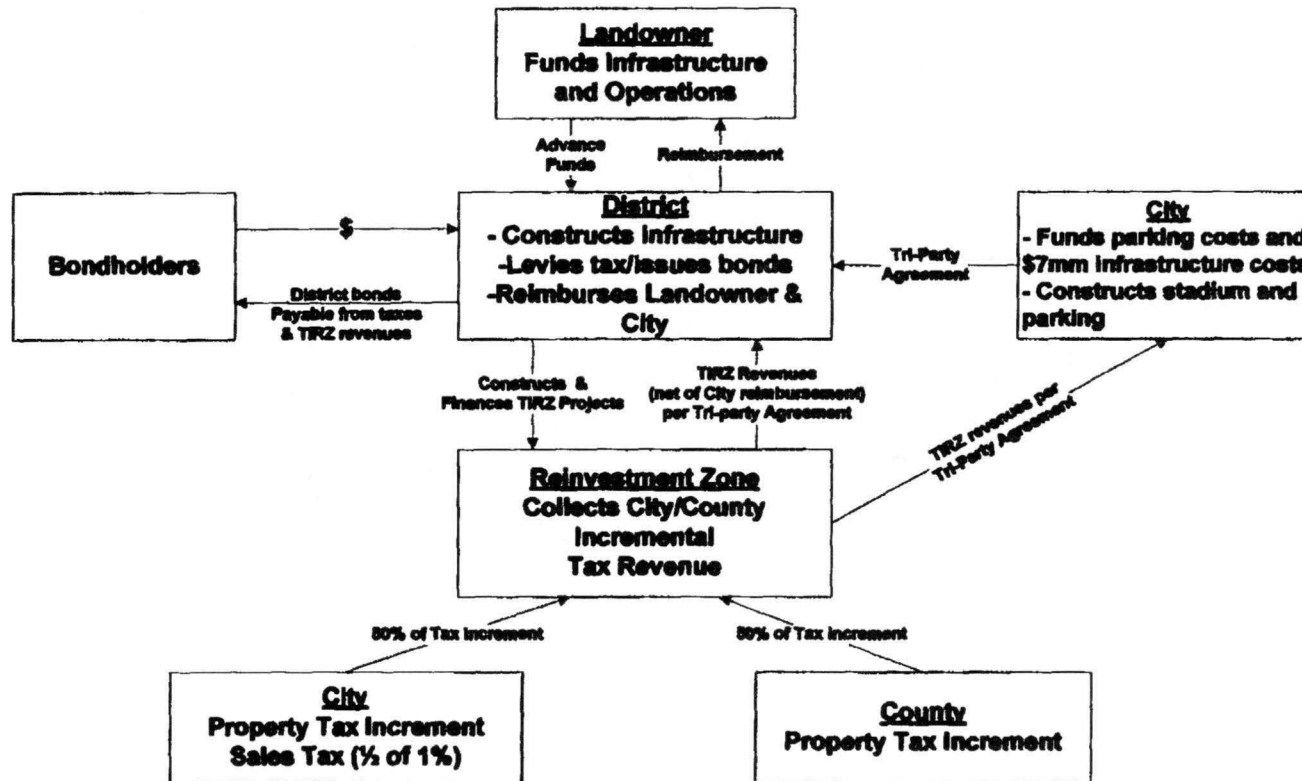 Landowner
Funds Infrastructure
and Operations
Advance
Funds
Reimbursement
Bondholders
$
District bonds
Payable from taxes
& TIRZ revenues
District
- Constructs infrastructure
-Levies tax/issues bonds
-Reimburses Landowner &
City
Tri-Party
Agreement
City
- Funds parking costs and
$7mm infrastructure costs
- Constructs stadium and
parking
Constructs &
Finances TIRZ Projects
TIRZ Revenues
(net of City reimbursement)
per Tri-party Agreement
TIRZ revenues per
Tri-Party Agreement
Reinvestment Zone
Collects City/County
Incremental
Tax Revenue
of Tax Increment
of Tax increment
City
Property Tax Increment
Sales Tax (½ of 1%)
County
Property Tax Increment